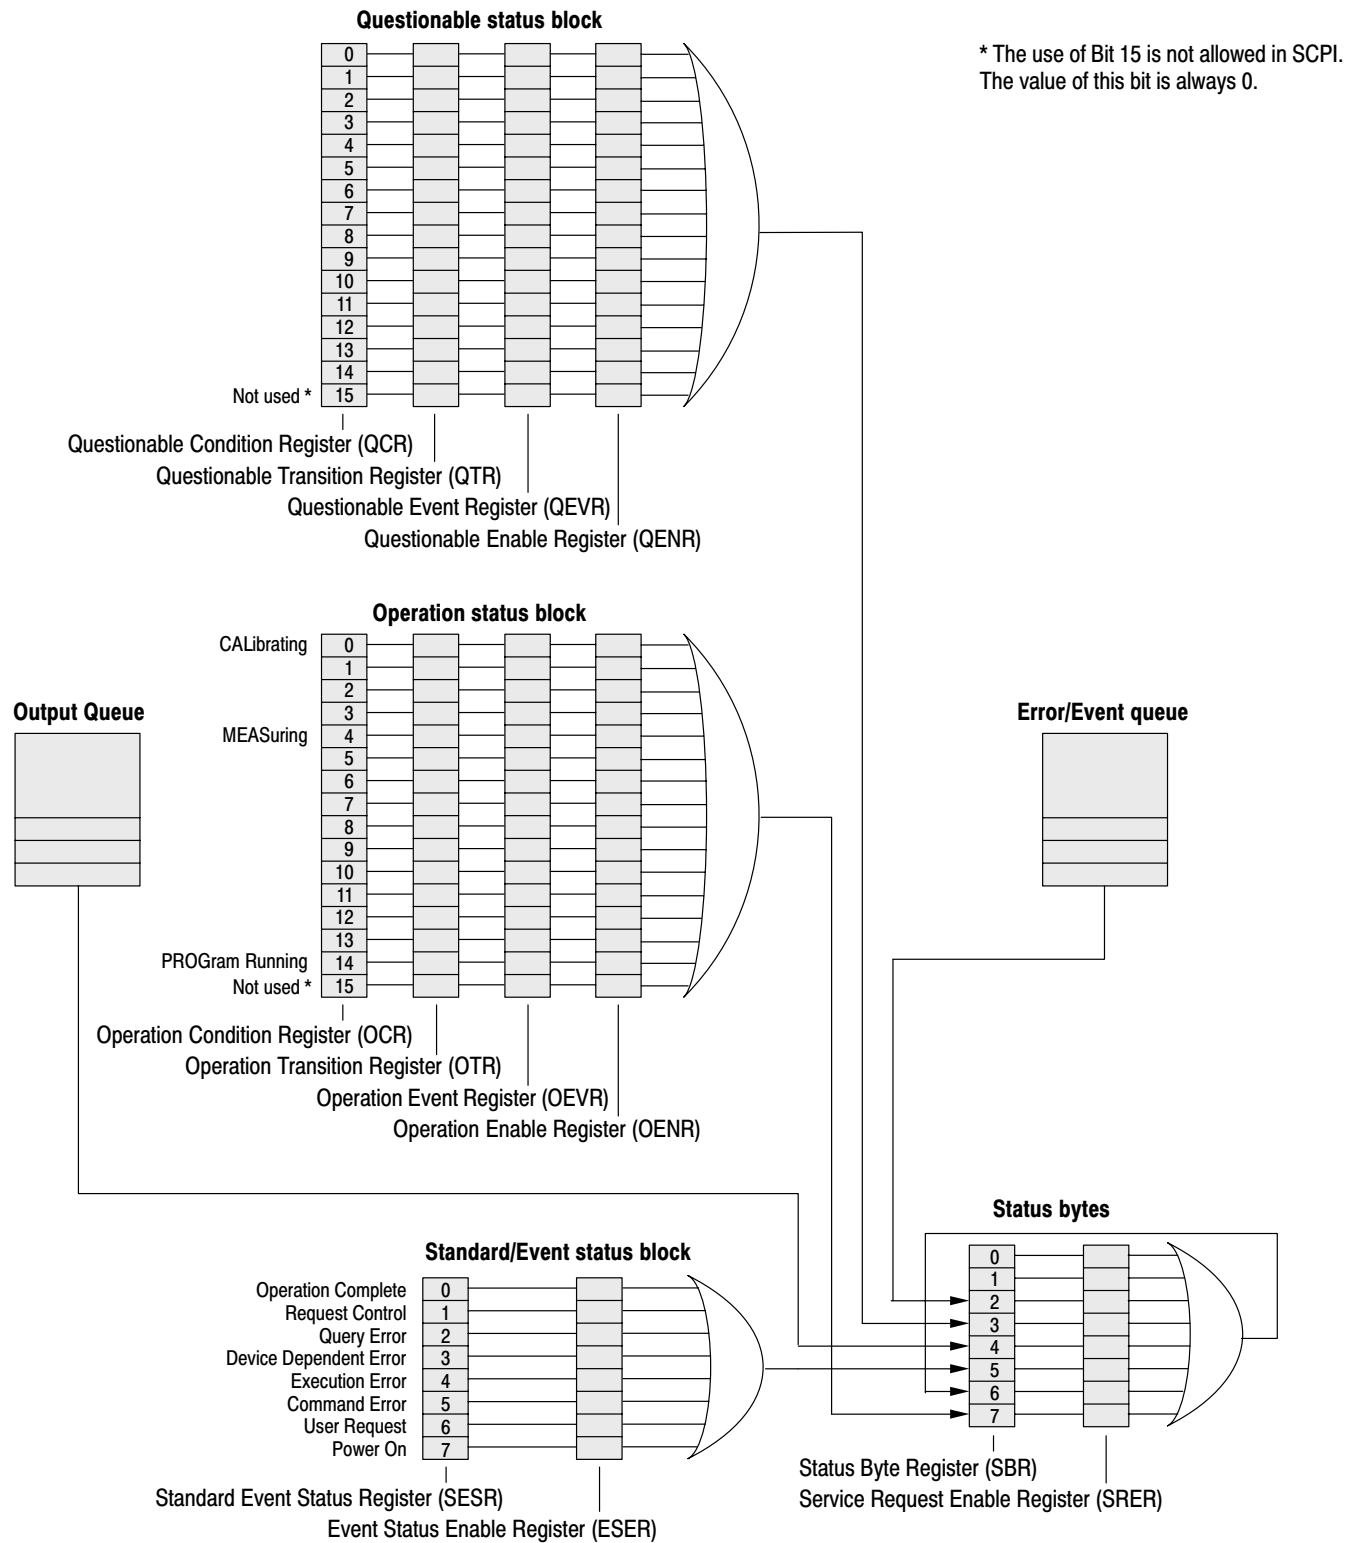 Questionable status block
* The use of Bit 15 is not allowed in SCPI.
The value of this bit is always 0.
0
1
2
3
4
5
6
7
8
9
10
11
12
13
14
Not used * 15
Questionable Condition Register (QCR)
Questionable Transition Register (QTR)
Questionable Event Register (QEVR)
Questionable Enable Register (QENR)
Operation status block
CALibrating 0
1
2
3
MEASuring 4
5
6
7
8
9
10
11
12
13
PROGram Running 14
Not used * 15
Operation Condition Register (OCR)
Operation Transition Register (OTR)
Operation Event Register (OEVR)
Operation Enable Register (OENR)
Output Queue
Error/Event queue
Standard/Event status block
Operation Complete 0
Request Control 1
Query Error 2
Device Dependent Error 3
Execution Error 4
Command Error 5
User Request 6
Power On 7
Standard Event Status Register (SESR)
Event Status Enable Register (ESER)
Status bytes
0
1
2
3
4
5
6
7
Status Byte Register (SBR)
Service Request Enable Register (SRER)